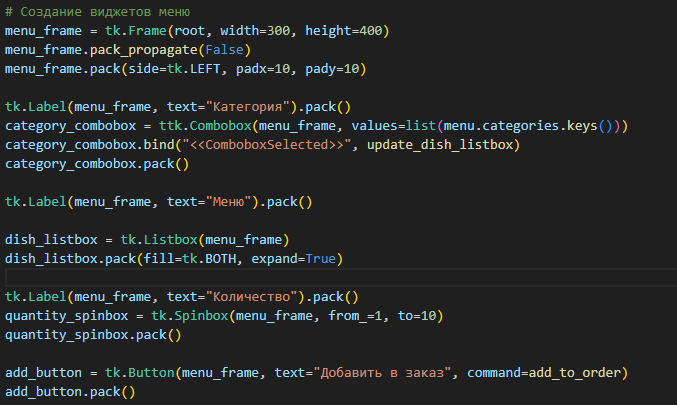 # Создание виджетов меню
menu_frame = tk.Frame(root, width=300, height=400)
menu_frame.pack_propagate(False)
menu_frame.pack(side=tk.LEFT, padx=10, pady=10)
tk.Label(menu_frame, text="Категория").pack()
category_combobox = ttk.Combobox(menu_frame, values=list(menu.categories.keys()))
category_combobox.bind("<<ComboboxSelected>>", update_dish_listbox)
category_combobox.pack()
tk.Label(menu_frame, text="Меню").pack()
dish_listbox = tk.Listbox(menu_frame)
dish_listbox.pack(fill=tk.BOTH, expand=True)
tk.Label(menu_frame, text="Количество").pack()
quantity_spinbox = tk.Spinbox(menu_frame, from_=1, to=10)
quantity_spinbox.pack()
add_button = tk.Button(menu_frame, text="Добавить в заказ", command=add_to_order)
add_button.pack()